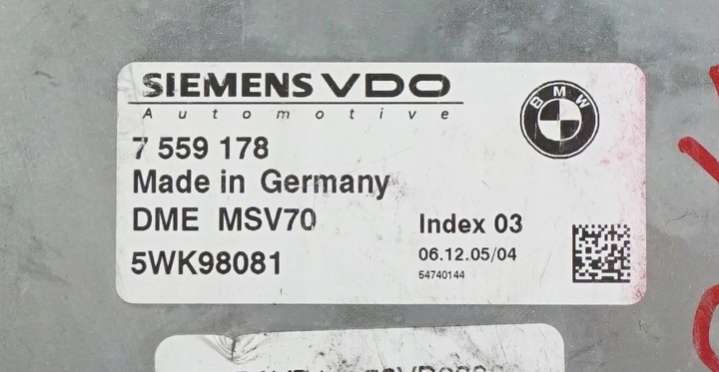 SIEMENS VDO
Automotive
BMW
7 559 178
Made in Germany
DME MSV70
Index 03
5WK98081
06.12.05/04
54740144